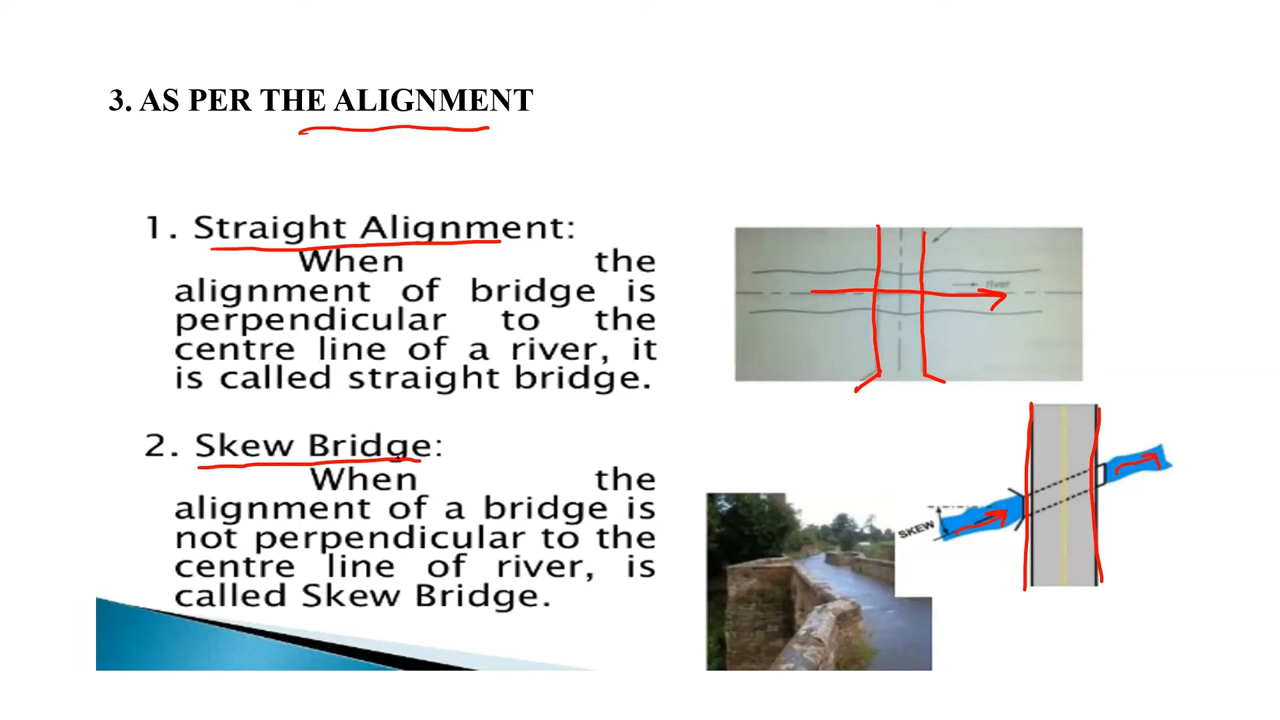 3. AS PER THE ALIGNMENT
1. Straight Alignment:
When the
alignment of bridge is
perpendicular to the
centre line of a river, it
is called straight bridge.
river
2. Skew Bridge:
When the
alignment of a bridge is
not perpendicular to the
centre line of river, is
called Skew Bridge.
SKEW